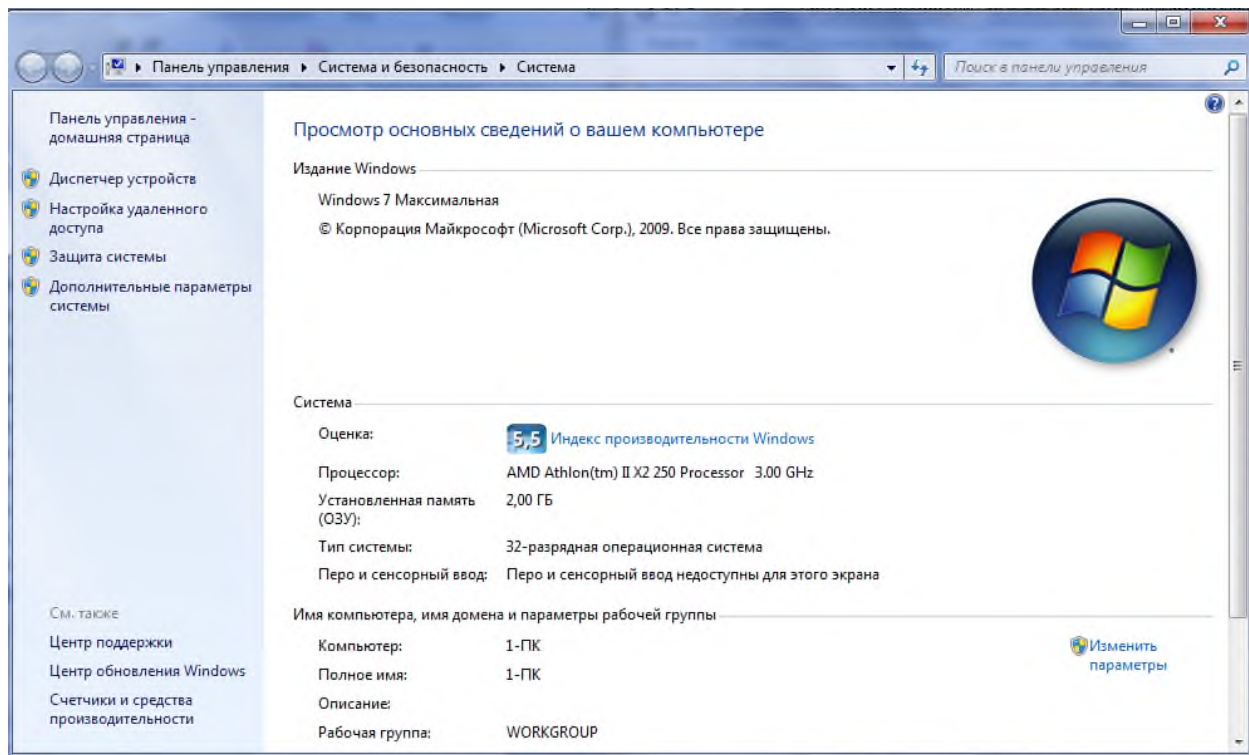 Панель управления ▸ Система и безопасность ▸ Система
Поиск в панели управления
Панель управления -
домашняя страница
Диспетчер устройств
Настройка удаленного
доступа
Защита системы
Дополнительные параметры
системы
См. также
Центр поддержки
Центр обновления Windows
Счетчики и средства
производительности
Просмотр основных сведений о вашем компьютере
Издание Windows
Windows 7 Максимальная
© Корпорация Майкрософт (Microsoft Corp.), 2009. Все права защищены.
Система
Оценка: 5,5 Индекс производительности Windows
Процессор: AMD Athlon(tm) II X2 250 Processor 3.00 GHz
Установленная память 2,00 ГБ
(ОЗУ):
Тип системы: 32-разрядная операционная система
Перо и сенсорный ввод: Перо и сенсорный ввод недоступны для этого экрана
Имя компьютера, имя домена и параметры рабочей группы
Компьютер: 1-ПК
Полное имя: 1-ПК
Описание:
Рабочая группа: WORKGROUP
Изменить
параметры